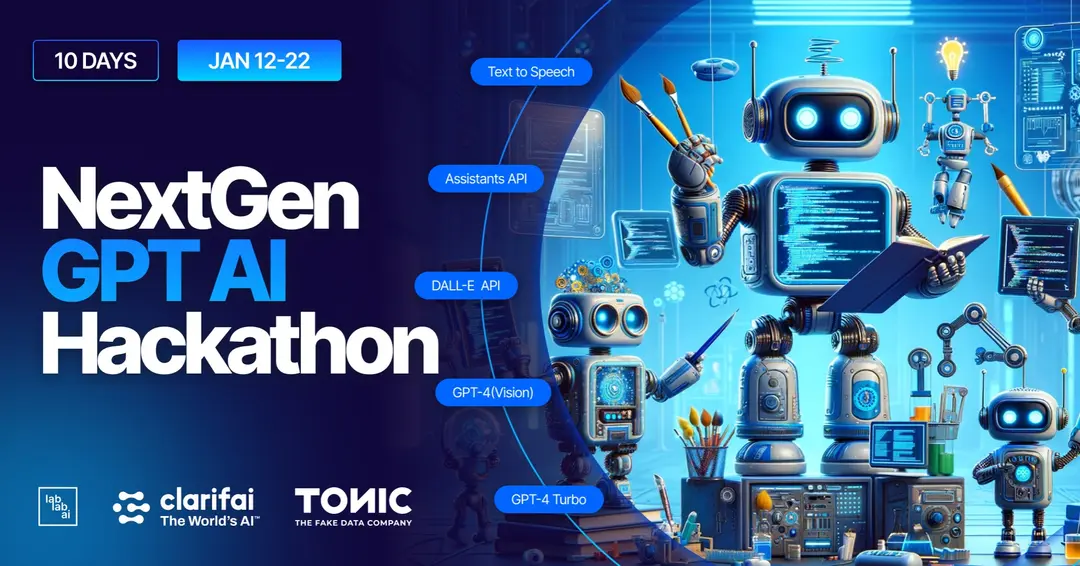 10 DAYS
JAN 12-22
NextGen
GPT AI
Hackathon
Text to Speech
Assistants API
DALL-E API
GPT-4(Vision)
GPT-4 Turbo
lab
lab
ai
clarifai
The World's AI™
TONIC
THE FAKE DATA COMPANY